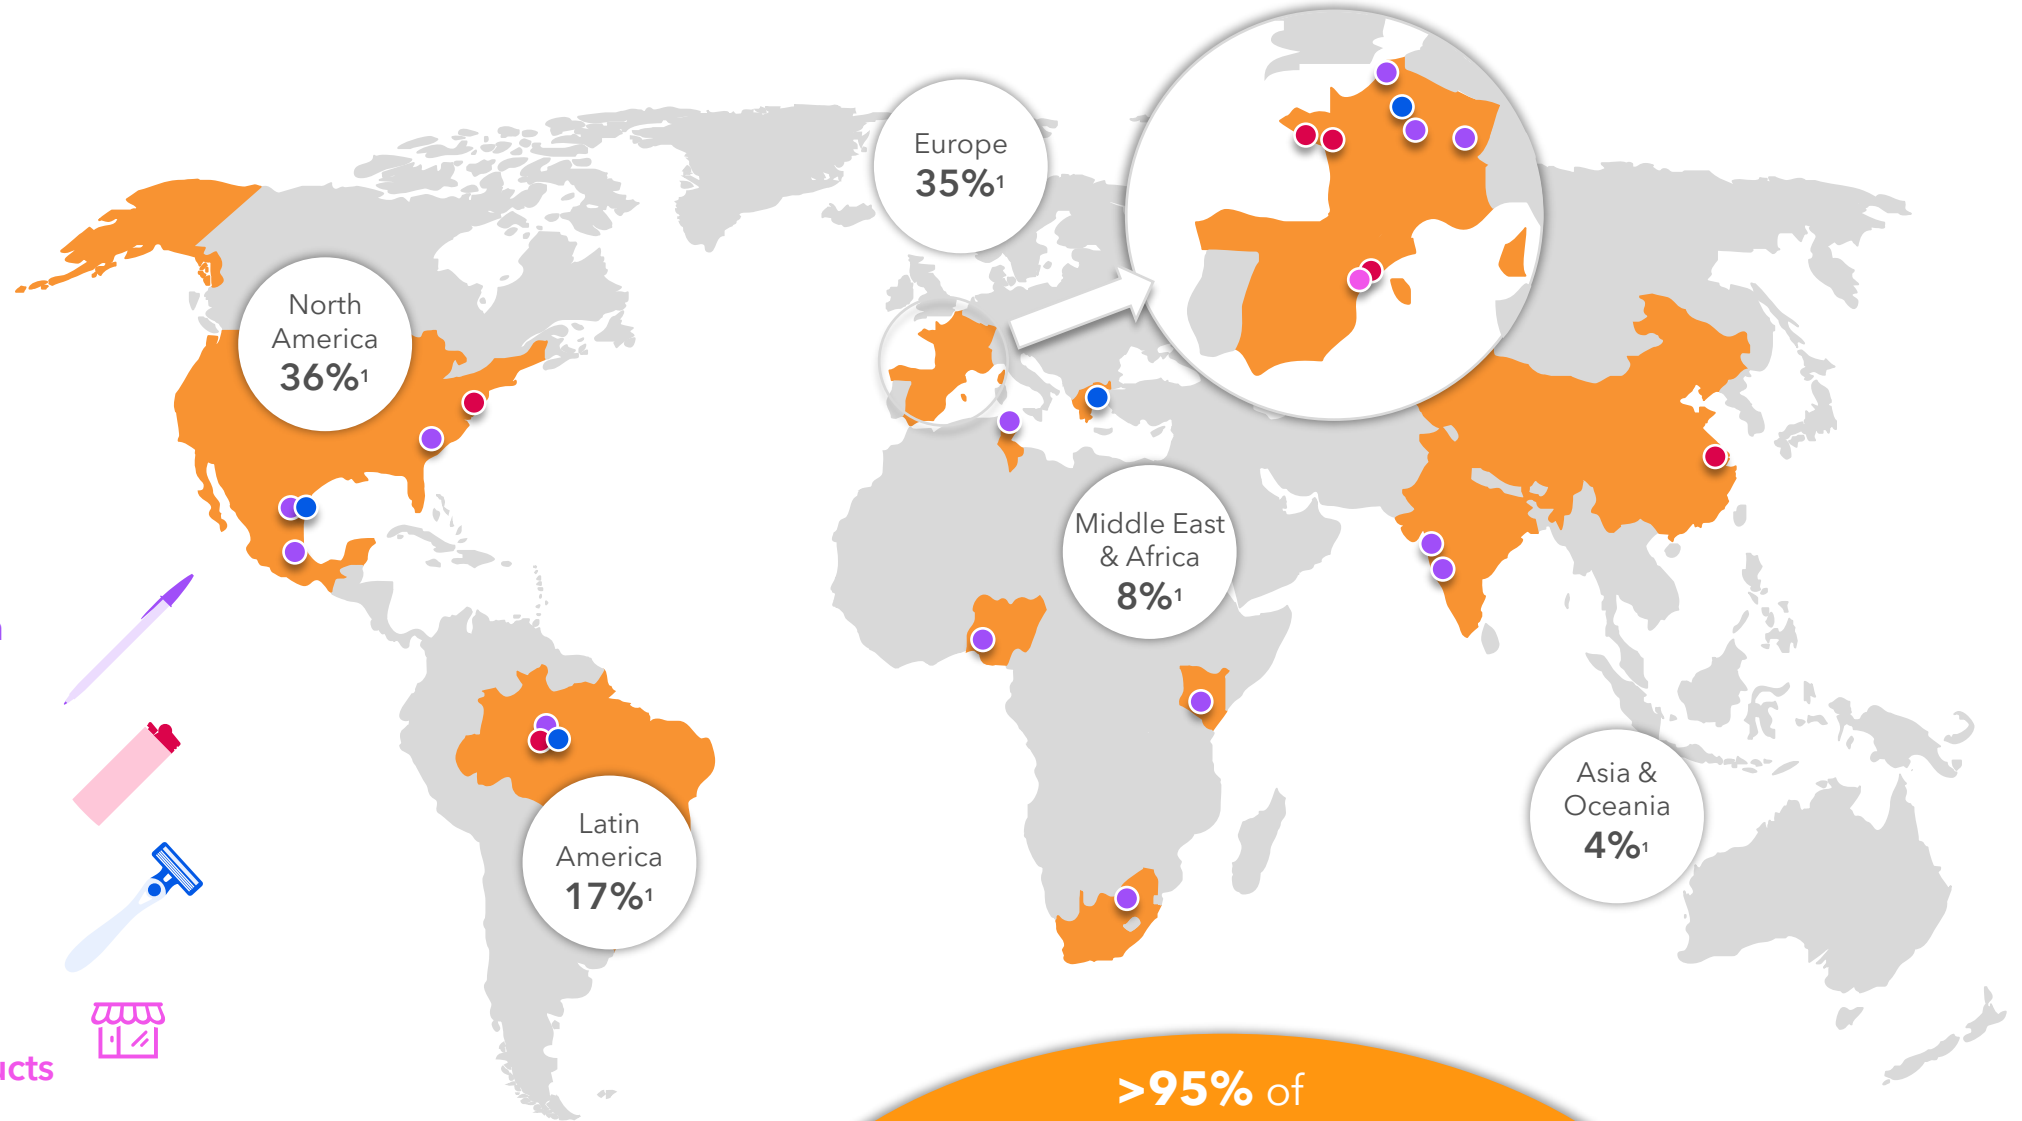 Europe
35%¹
North
America
36%¹
Middle East
& Africa
8%¹
Asia &
Oceania
4%¹
Latin
America
17%¹
>95% of